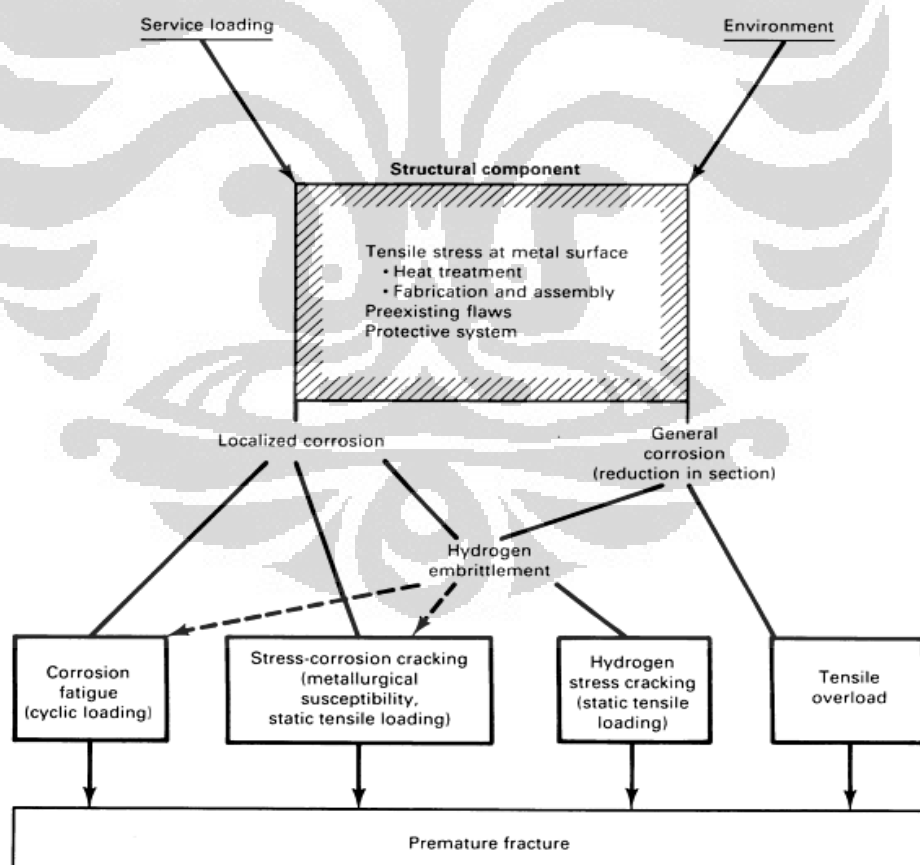 Service loading
Environment
Structural component
Tensile stress at metal surface
• Heat treatment
• Fabrication and assembly
Preexisting flaws
Protective system
Localized corrosion
General
corrosion
(reduction in section)
Hydrogen
embrittlement
Corrosion
fatigue
(cyclic loading)
Stress-corrosion cracking
(metallurgical
susceptibility,
static tensile loading)
Hydrogen
stress cracking
(static tensile
loading)
Tensile
overload
Premature fracture